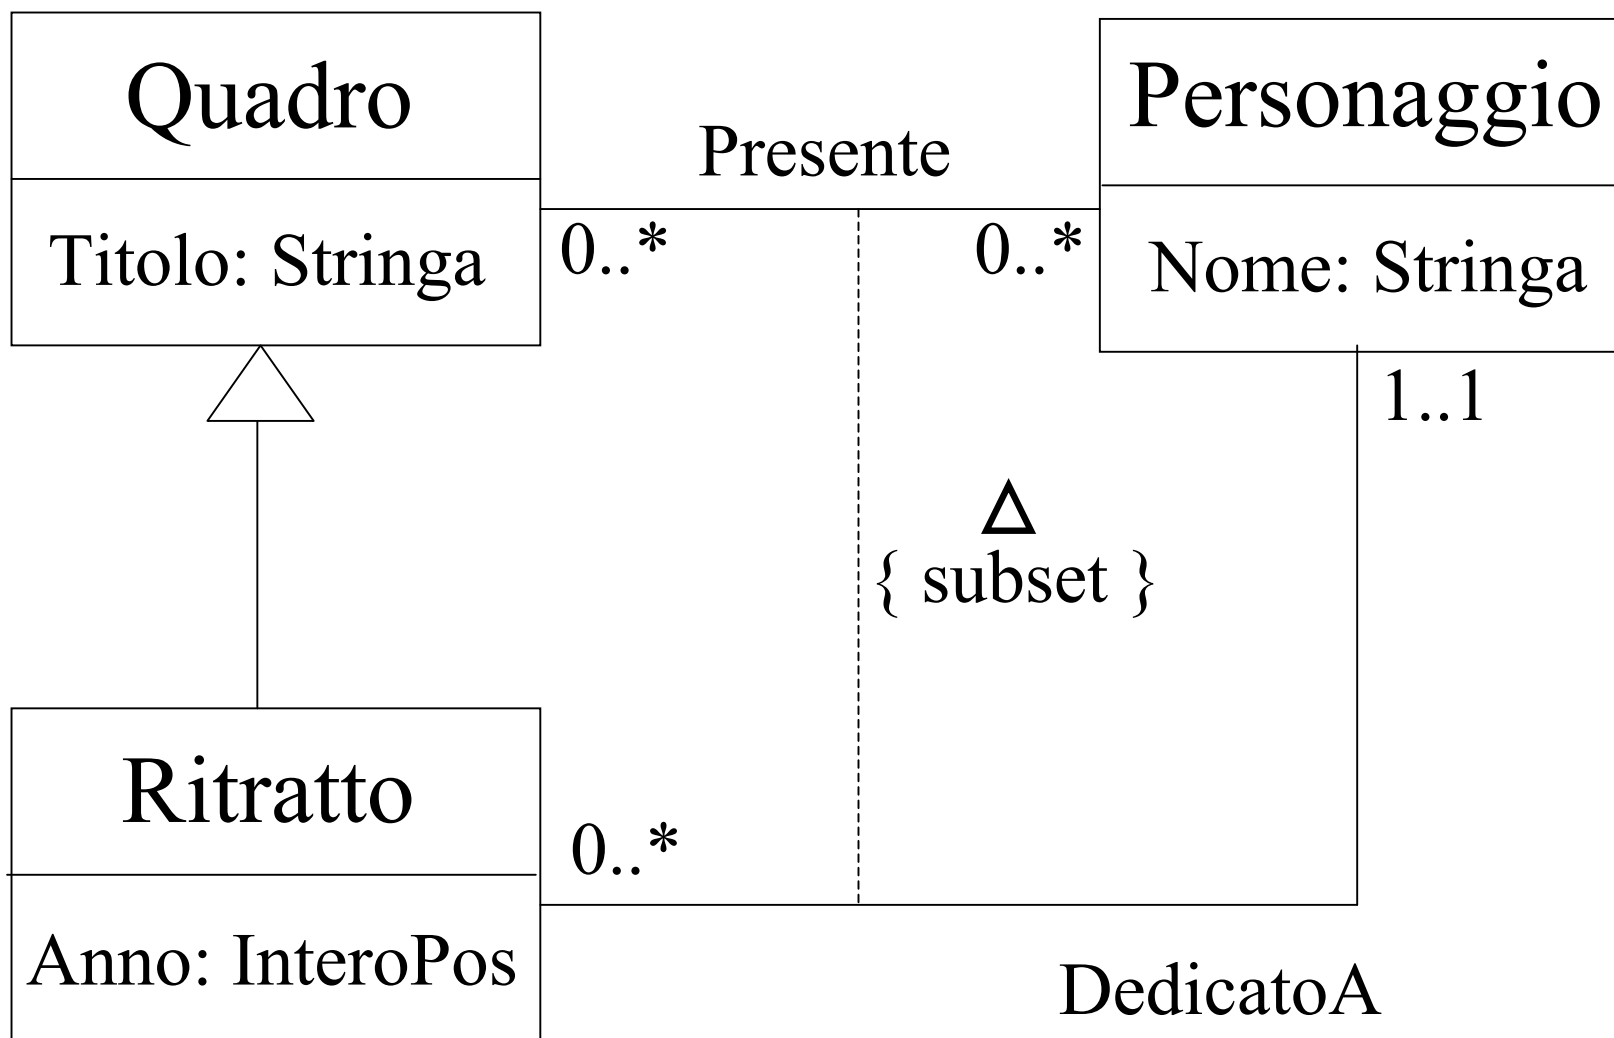 Quadro
Personaggio
Presente
Titolo: Stringa
0..*
0..*
Nome: Stringa
1..1
{ subset }
Ritratto
0..*
Anno: InteroPos
DedicatoA